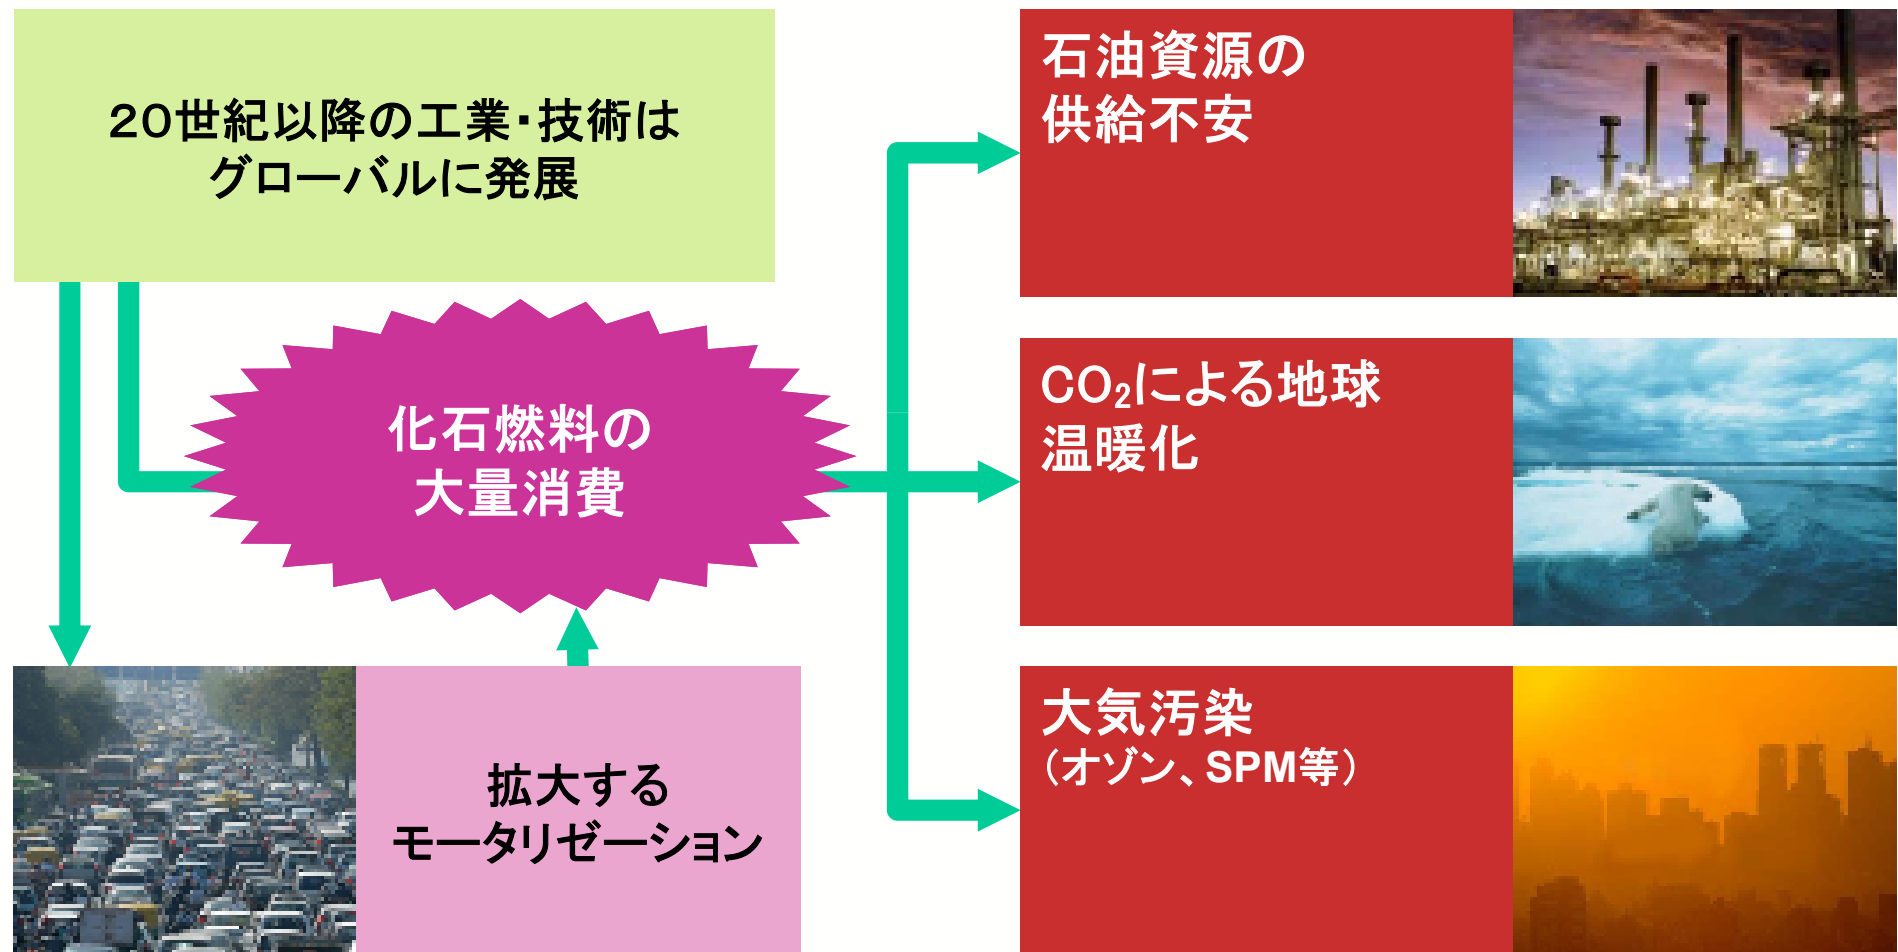 20世紀以降の工業・技術は
グローバルに発展
化石燃料の
大量消費
拡大する
モータリゼーション
石油資源の
供給不安
CO₂による地球
温暖化
大気汚染
（オゾン、SPM等）